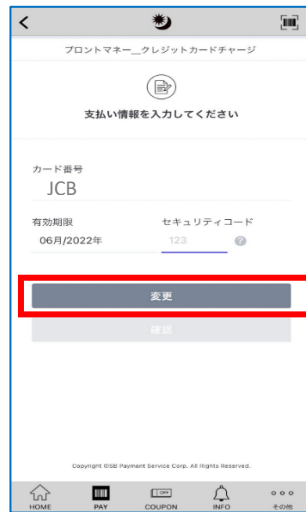 プロントマネー__クレジットカードチャージ
支払い情報を入力してください
カード番号
JCB
有効期限 セキュリティコード
06月/2022年 123 ?
変更
確認
Copyright ©SB Payment Service Corp. All Rights Reserved.
OFF
HOME PAY COUPON INFO その他